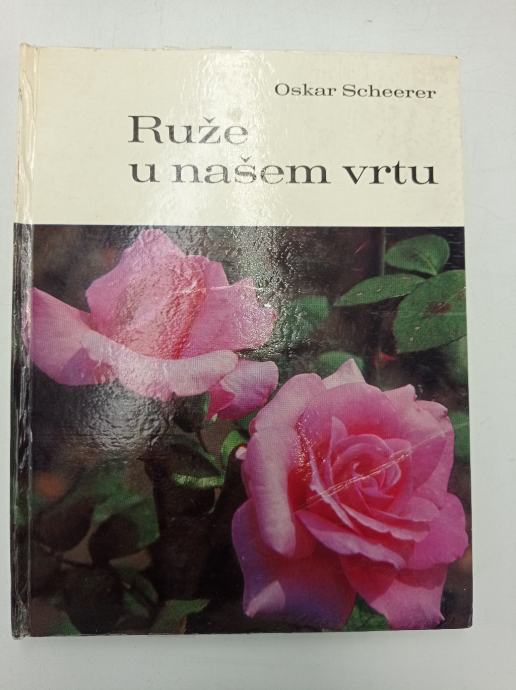 Oskar Scheerer
Ruže
u našem vrtu